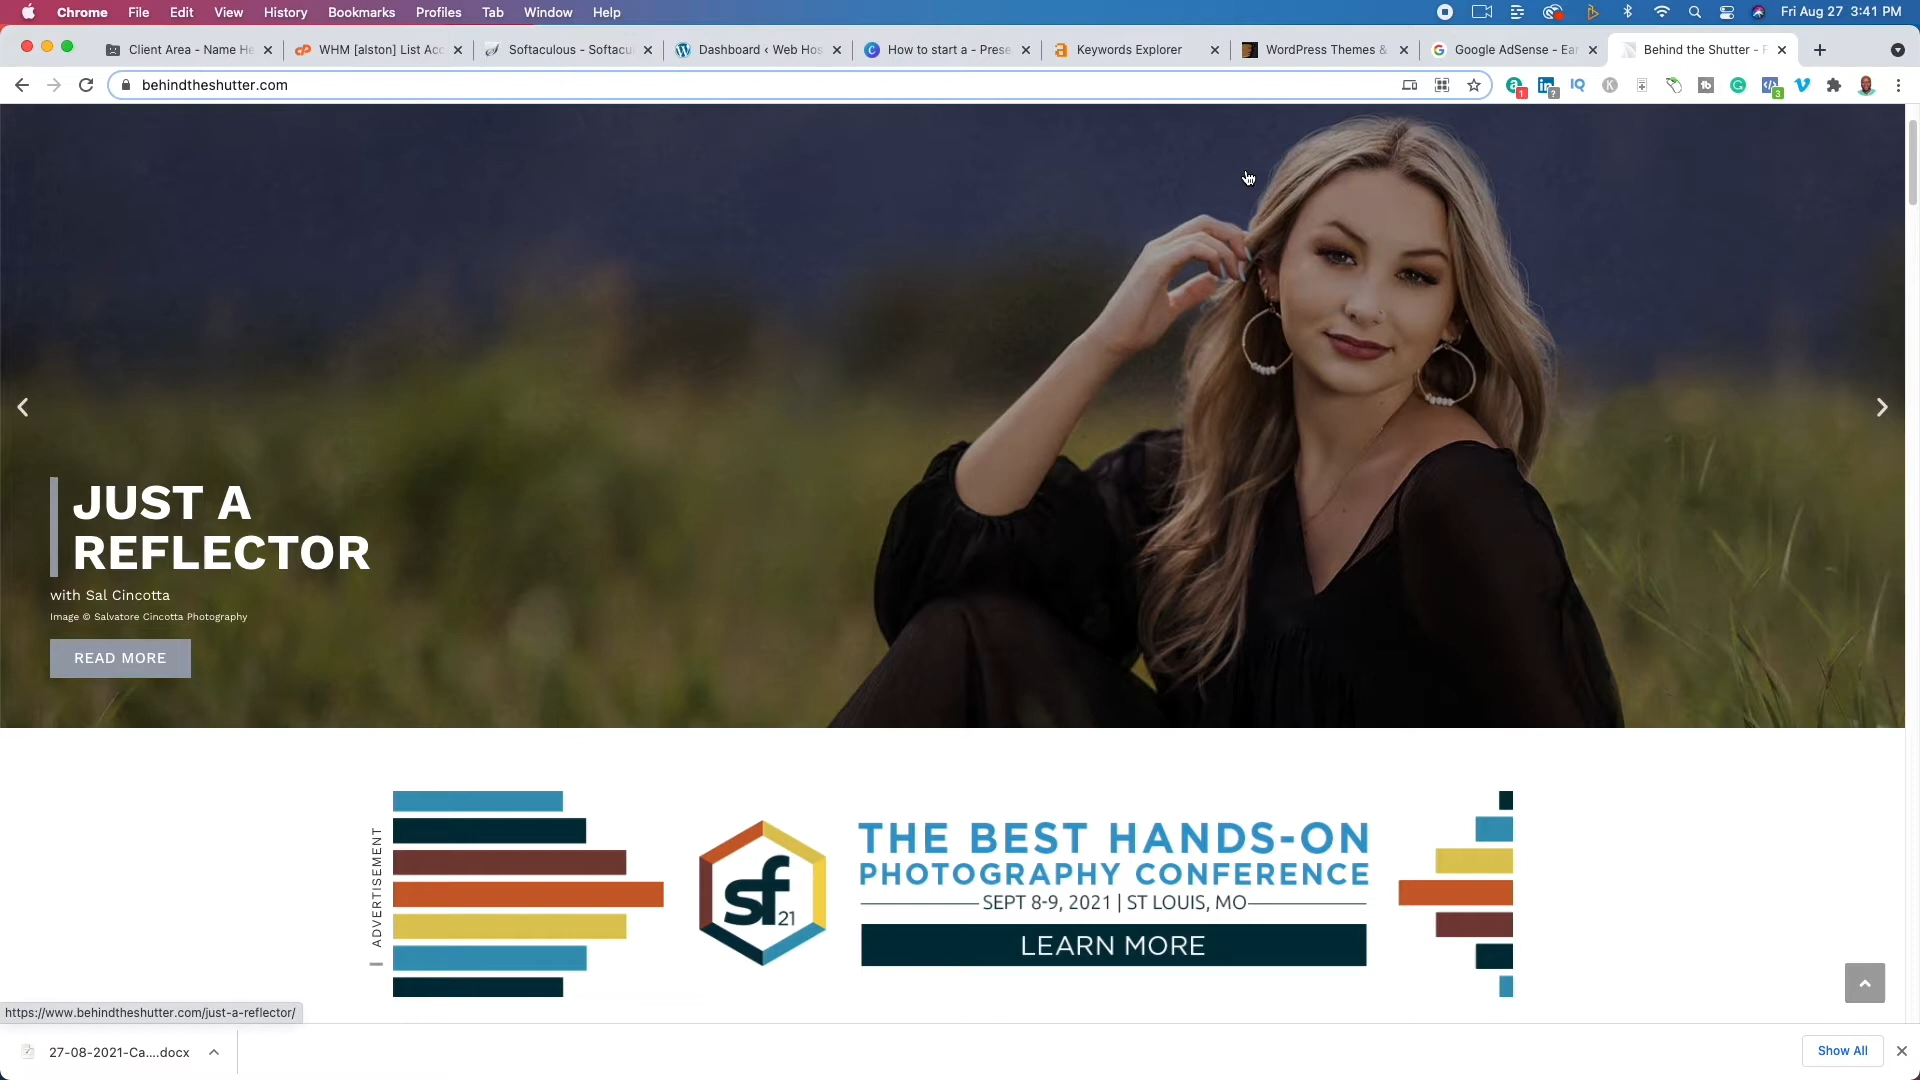 Chrome File Edit View History Bookmarks Profiles Tab Window Help Fri Aug 27 3:41 PM
Client Area - Name He WHM [alston] List Acc Softaculous - Softacu Dashboard ‹ Web Hos How to start a - Prese Keywords Explorer WordPress Themes & Google AdSense - Ear Behind the Shutter - F
behindtheshutter.com
JUST A
REFLECTOR
with Sal Cincotta
Image © Salvatore Cincotta Photography
READ MORE
ADVERTISEMENT
sf 21
THE BEST HANDS-ON
PHOTOGRAPHY CONFERENCE
SEPT 8-9, 2021 | ST LOUIS, MO
LEARN MORE
https://www.behindtheshutter.com/just-a-reflector/
27-08-2021-Ca....docx Show All